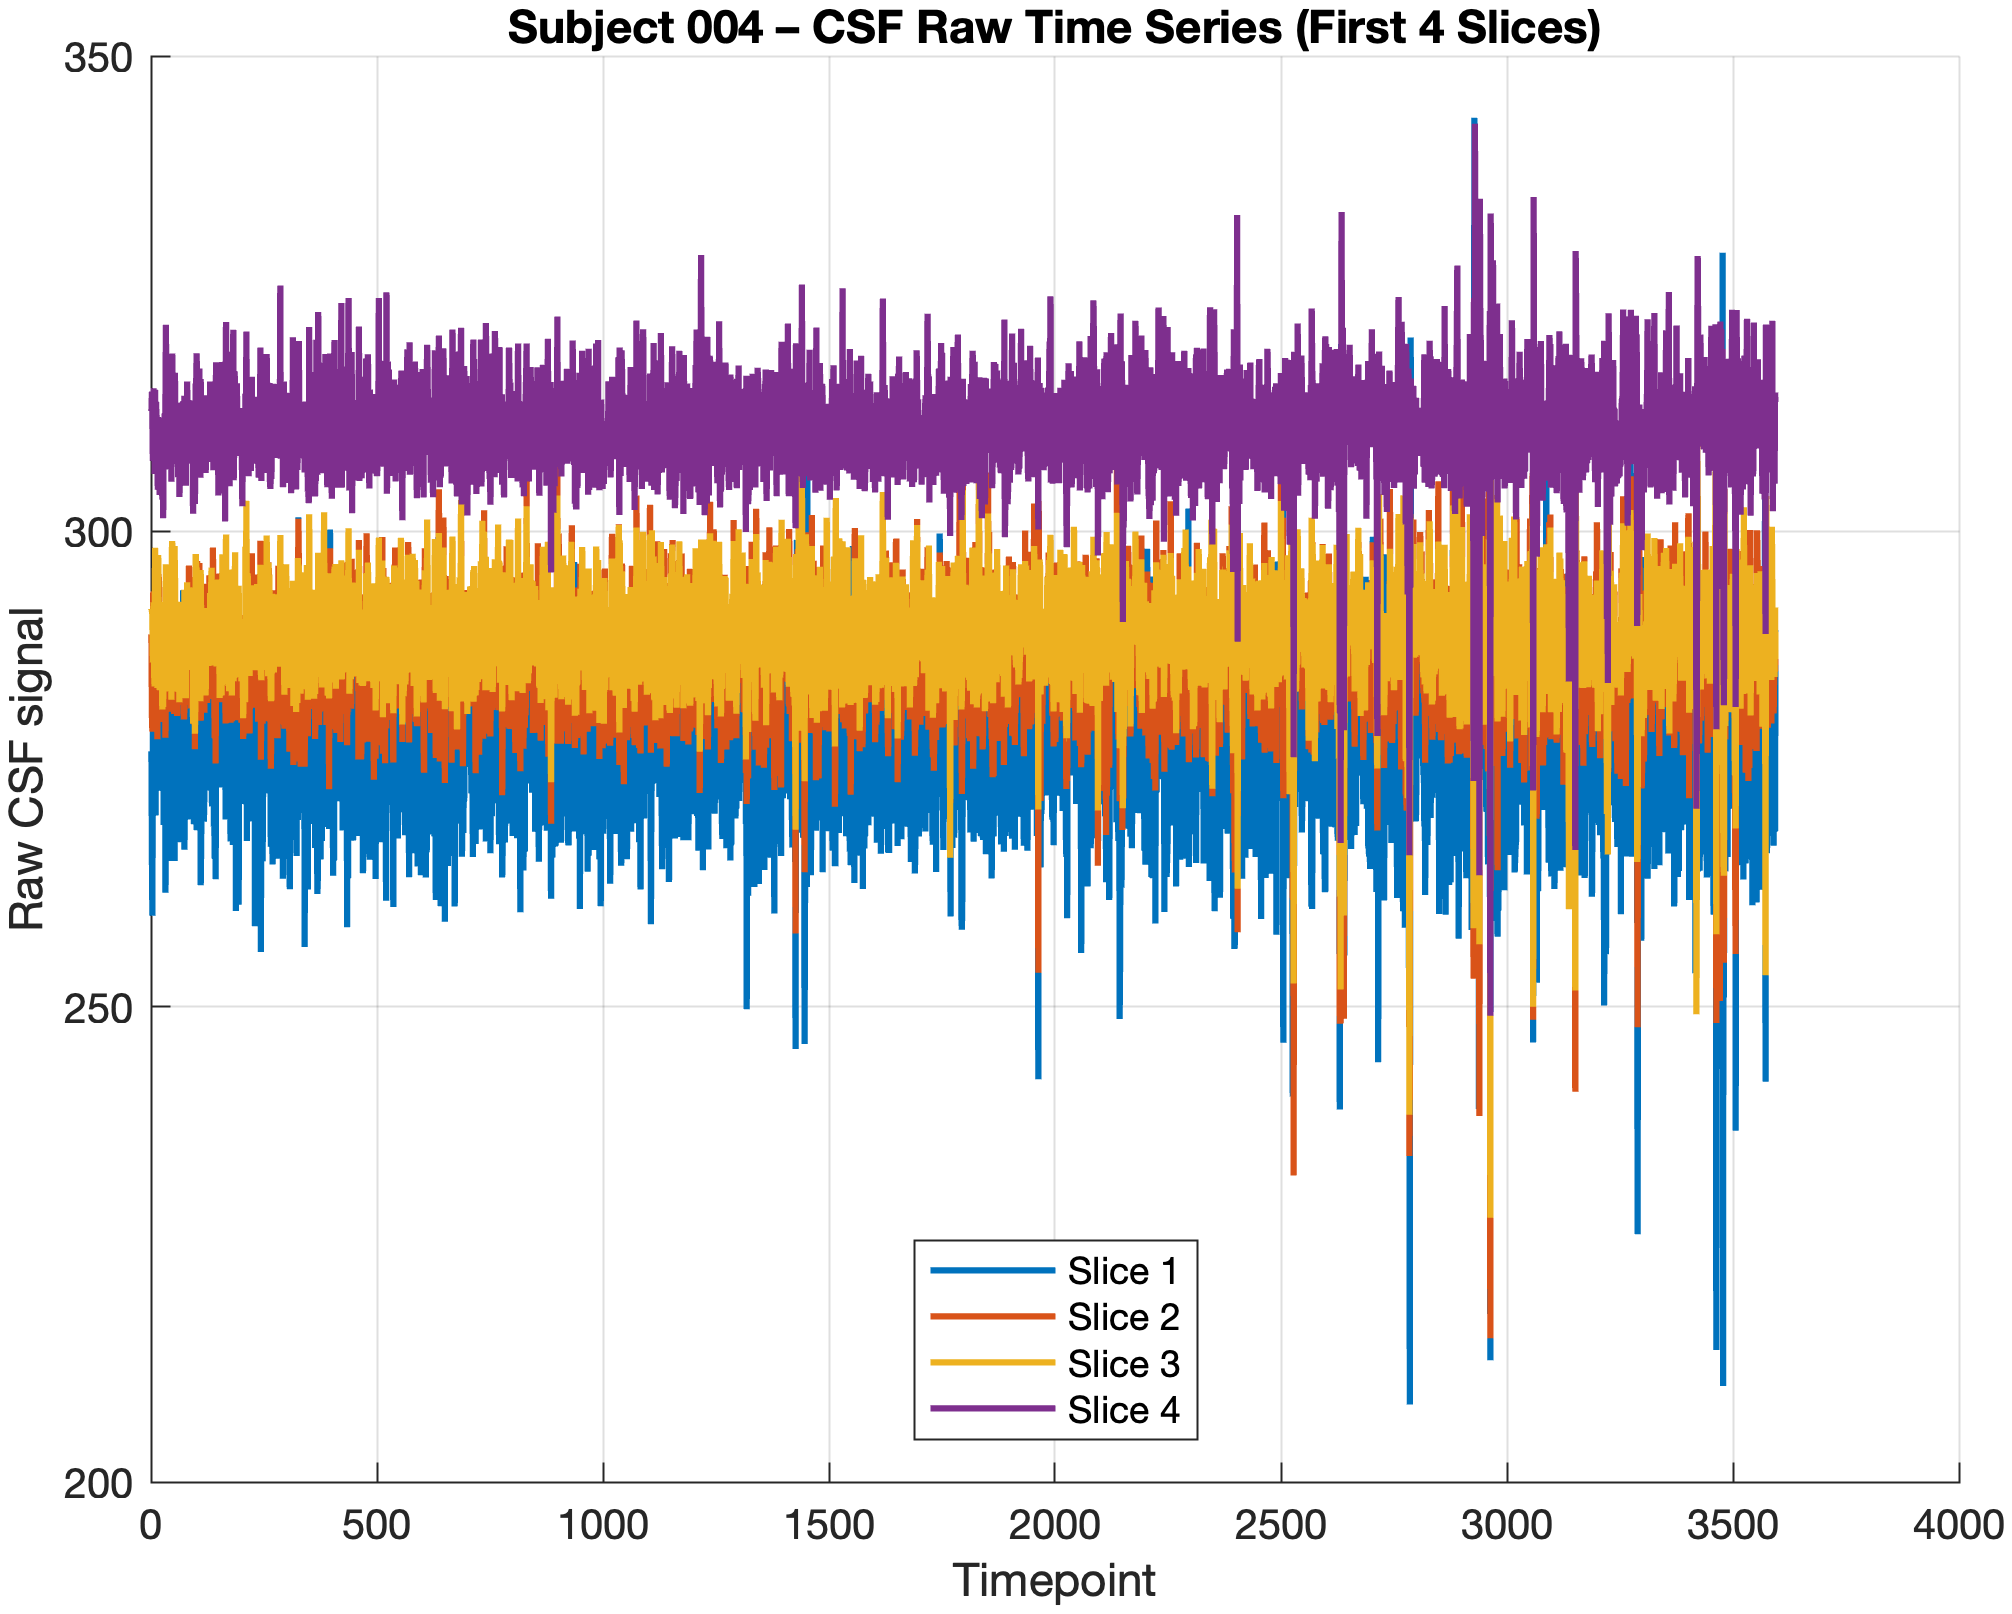 Subject 004 – CSF Raw Time Series (First 4 Slices)
350
300
250
200
Raw CSF signal
Slice 1
Slice 2
Slice 3
Slice 4
0 500 1000 1500 2000 2500 3000 3500 4000
Timepoint